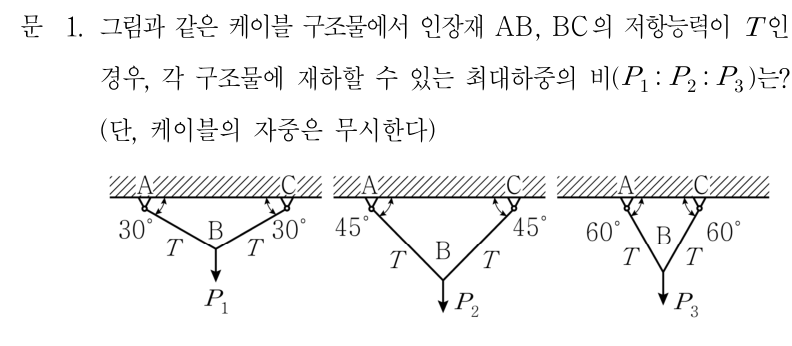 문 1. 그림과 같은 케이블 구조물에서 인장재 AB, BC의 저항능력이 T인
경우, 각 구조물에 재하할 수 있는 최대하중의 비(P₁ : P₂ : P₃)는?
(단, 케이블의 자중은 무시한다)
A C A C A C
30° B 30° 45° B 45° 60° B 60°
T T T T T T
P₁ P₂ P₃